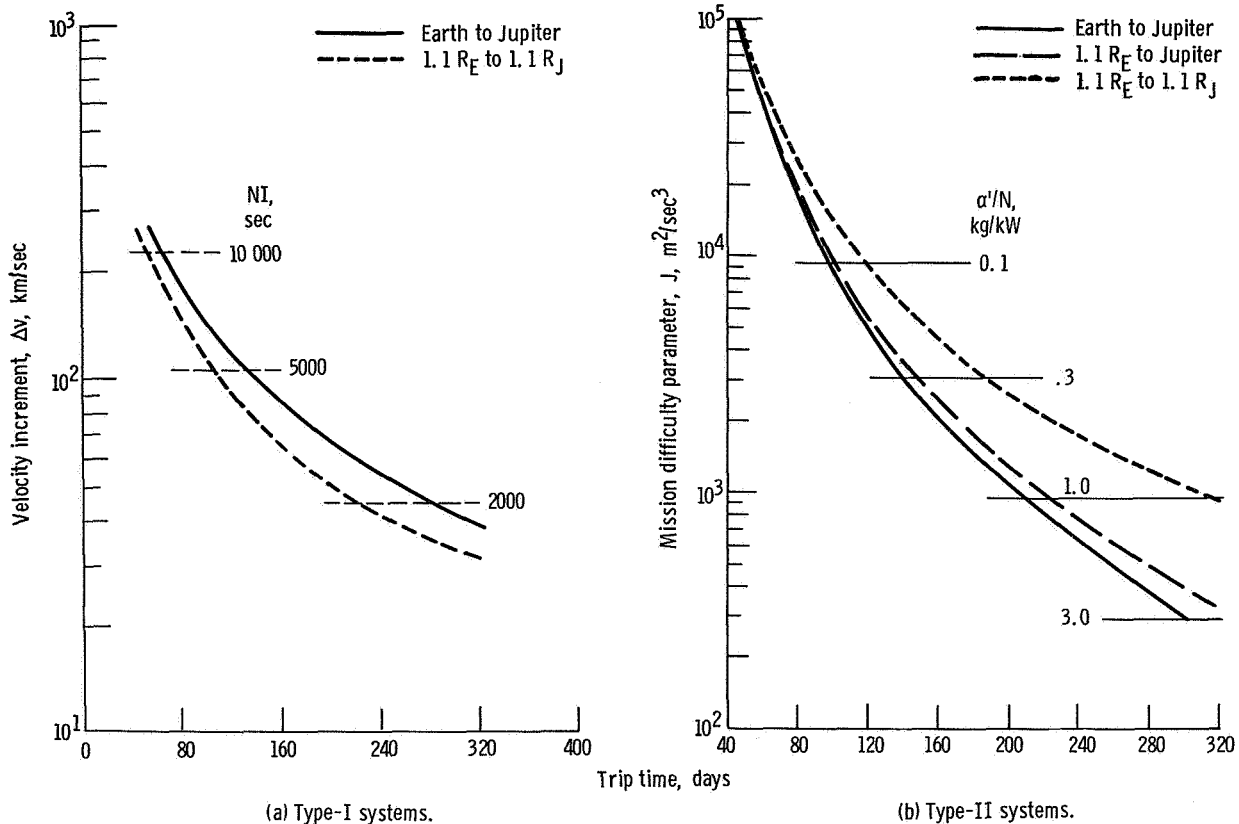 10³
10²
10¹
Velocity increment, Δv, km/sec
Earth to Jupiter
1.1 R_E to 1.1 R_J
NI,
sec
10 000
5000
2000
0 80 160 240 320 400
(a) Type-I systems.
10⁵
10⁴
10³
10²
Mission difficulty parameter, J, m²/sec³
Earth to Jupiter
1.1 R_E to Jupiter
1.1 R_E to 1.1 R_J
α'/N,
kg/kW
0.1
.3
1.0
3.0
40 80 120 160 200 240 280 320
Trip time, days
(b) Type-II systems.